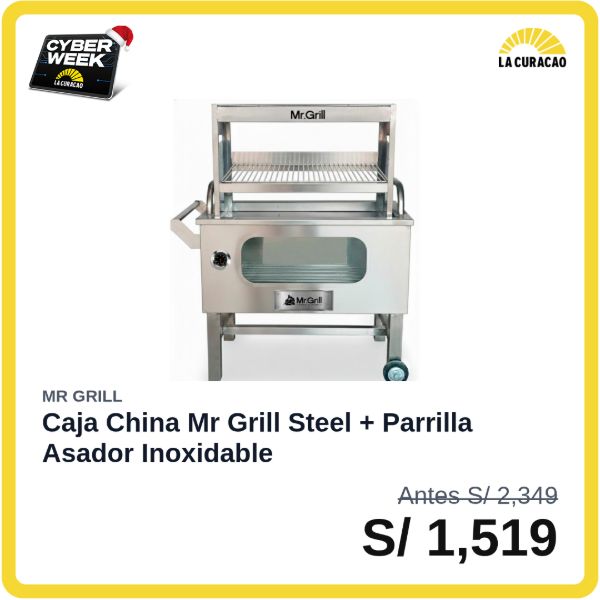 CYBER
WEEK
LA CURACAO
LA CURACAO
Mr.Grill
Mr.Grill
MR GRILL
Caja China Mr Grill Steel + Parrilla
Asador Inoxidable
Antes S/ 2,349
S/ 1,519